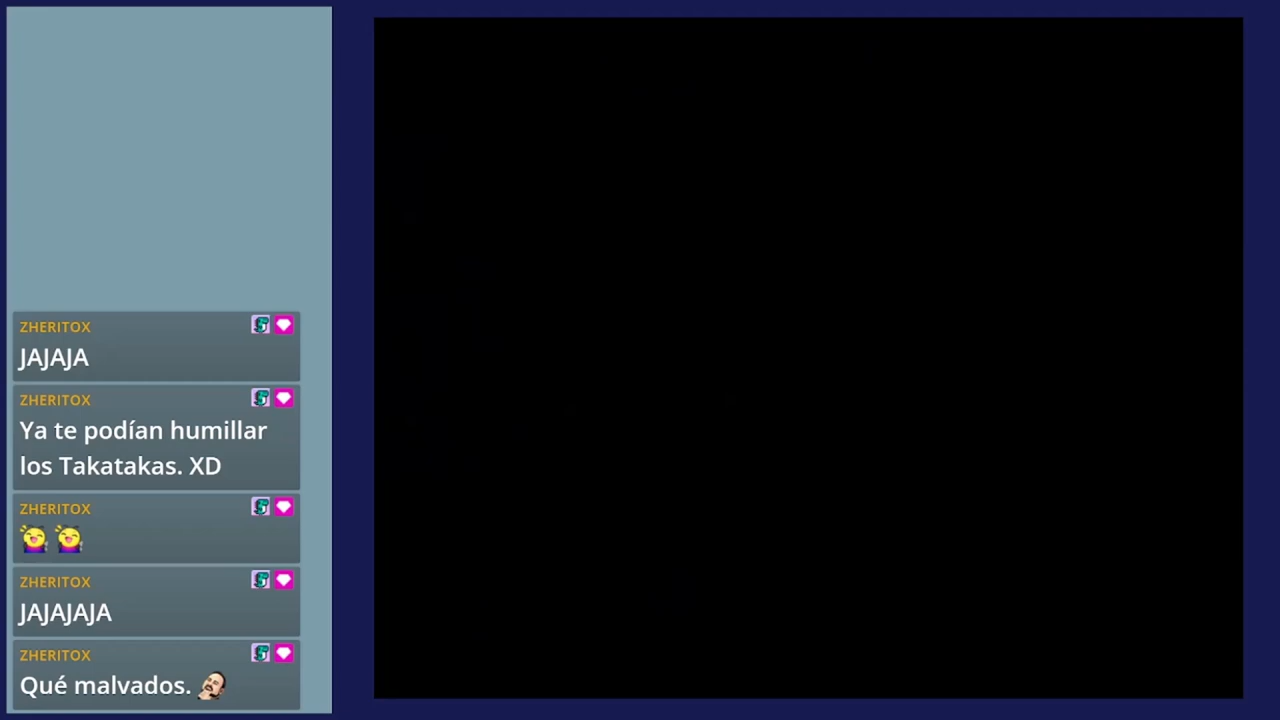 ZHERITOX
JAJAJA
ZHERITOX
Ya te podían humillar
los Takatakas. XD
ZHERITOX
ZHERITOX
JAJAJAJA
ZHERITOX
Qué malvados.